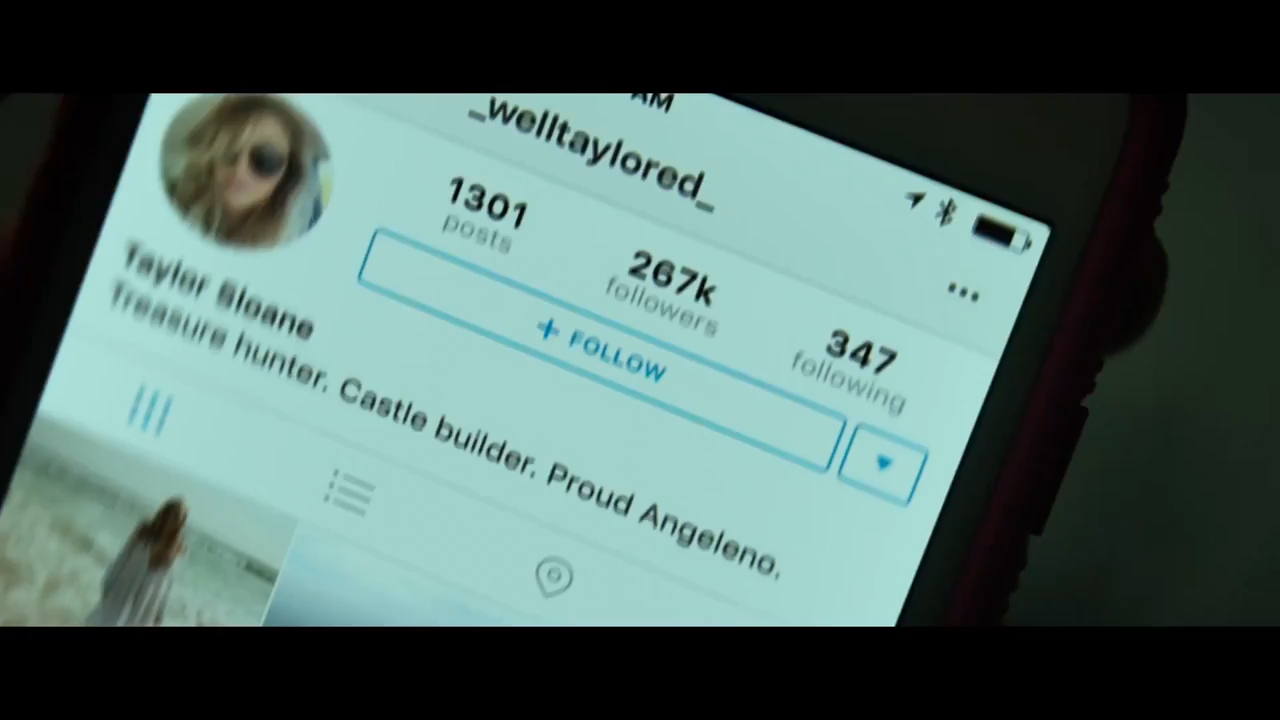 AM
_welltaylored_
1301
posts
267k
followers
347
following
+ FOLLOW
Taylor Sloane
Treasure hunter. Castle builder. Proud Angeleno.